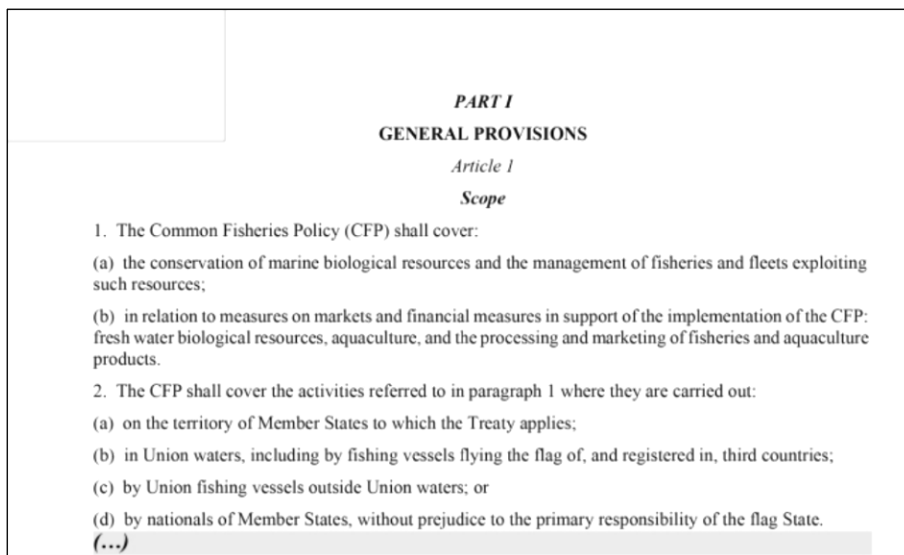 PART I
GENERAL PROVISIONS
Article 1
Scope
1. The Common Fisheries Policy (CFP) shall cover:
(a) the conservation of marine biological resources and the management of fisheries and fleets exploiting
such resources;
(b) in relation to measures on markets and financial measures in support of the implementation of the CFP:
fresh water biological resources, aquaculture, and the processing and marketing of fisheries and aquaculture
products.
2. The CFP shall cover the activities referred to in paragraph 1 where they are carried out:
(a) on the territory of Member States to which the Treaty applies;
(b) in Union waters, including by fishing vessels flying the flag of, and registered in, third countries;
(c) by Union fishing vessels outside Union waters; or
(d) by nationals of Member States, without prejudice to the primary responsibility of the flag State.
(...)